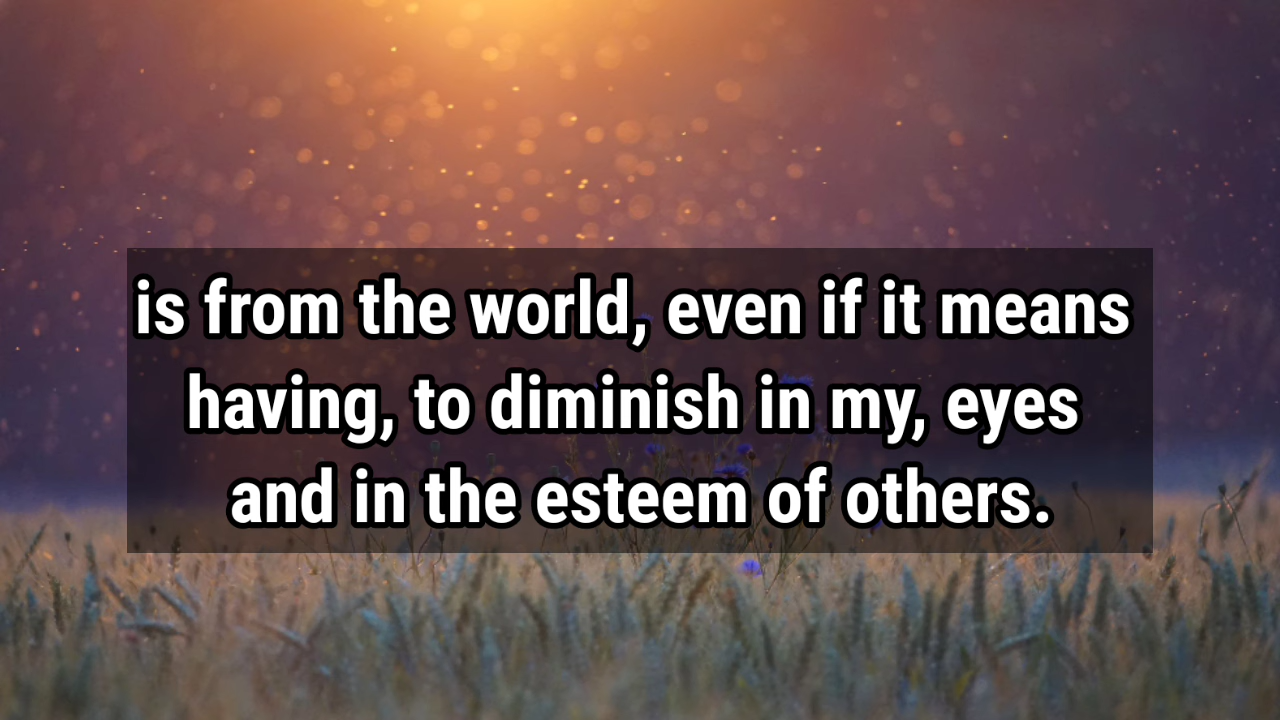 is from the world, even if it means
having, to diminish in my, eyes
and in the esteem of others.